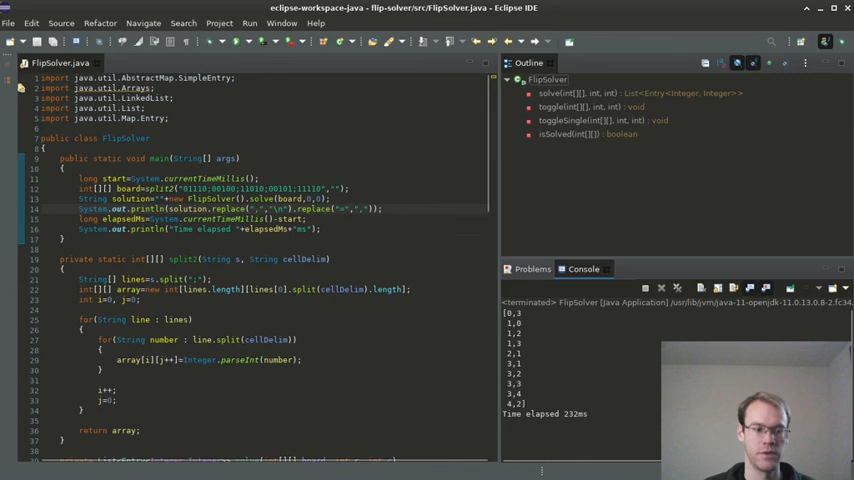 eclipse-workspace-java - flip-solver/src/FlipSolver.java - Eclipse IDE
File Edit Source Refactor Navigate Search Project Run Window Help
FlipSolver.java
1 import java.util.AbstractMap.SimpleEntry;
2 import java.util.Arrays;
3 import java.util.LinkedList;
4 import java.util.List;
5 import java.util.Map.Entry;
6
7 public class FlipSolver
8 {
9 public static void main(String[] args)
10 {
11 long start=System.currentTimeMillis();
12 int[][] board=split2("01110;00100;11010;00101;11110","");
13 String solution=""+new FlipSolver().solve(board,0,0);
14 System.out.println(solution.replace(",","\n").replace("=",","));
15 long elapsedMs=System.currentTimeMillis()-start;
16 System.out.println("Time elapsed "+elapsedMs+"ms");
17 }
18
19 private static int[][] split2(String s, String cellDelim)
20 {
21 String[] lines=s.split(";");
22 int[][] array=new int[lines.length][lines[0].split(cellDelim).length];
23 int i=0, j=0;
24
25 for(String line : lines)
26 {
27 for(String number : line.split(cellDelim))
28 {
29 array[i][j++]=Integer.parseInt(number);
30 }
31
32 i++;
33 j=0;
34 }
35
36 return array;
37 }
38
Outline
FlipSolver
solve(int[][], int, int) : List<Entry<Integer, Integer>>
toggle(int[][], int, int) : void
toggleSingle(int[][], int, int) : void
isSolved(int[][]) : boolean
Problems Console
<terminated> FlipSolver [Java Application] /usr/lib/jvm/java-11-openjdk-11.0.13.0.8-2.fc34.
[0,3
1,0
1,2
1,3
2,1
3,1
3,2
3,3
3,4
4,2]
Time elapsed 232ms